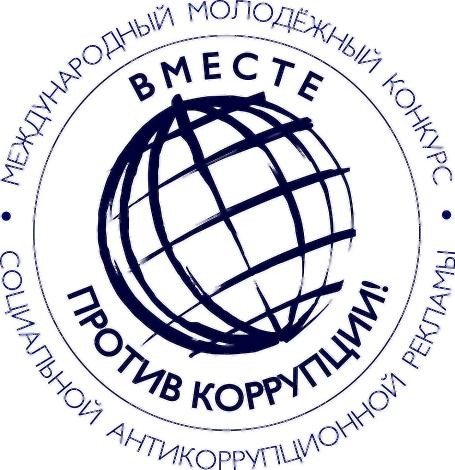 МЕЖДУНАРОДНЫЙ МОЛОДЁЖНЫЙ КОНКУРС
СОЦИАЛЬНОЙ АНТИКОРРУПЦИОННОЙ РЕКЛАМЫ
ВМЕСТЕ
ПРОТИВ КОРРУПЦИИ!